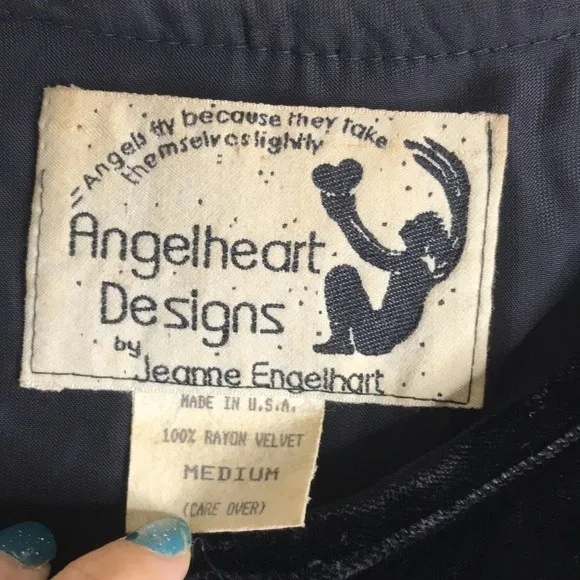 Angels fly because they take
themselves lightly
Angelheart
Designs
by
Jeanne Engelhart
MADE IN U.S.A.
100% RAYON VELVET
MEDIUM
(CARE OVER)